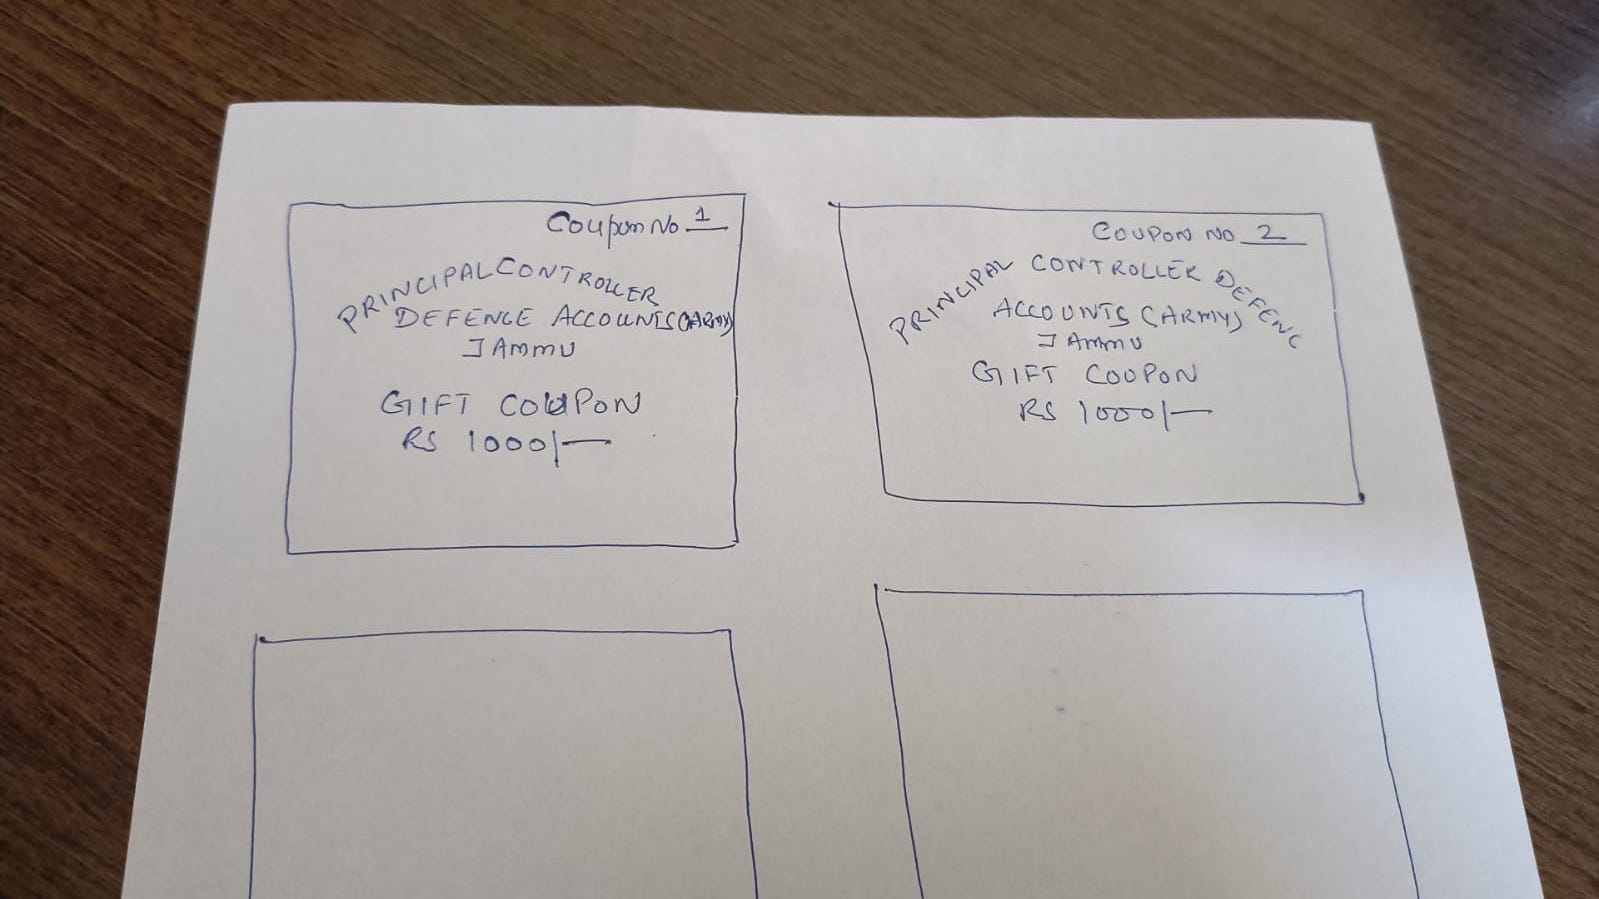 Coupon No. 1
PRINCIPAL CONTROLLER
DEFENCE ACCOUNTS (ARMY)
JAMMU
GIFT COUPON
RS 1000/-
COUPON NO 2
PRINCIPAL CONTROLLER DEFENC
ACCOUNTS (ARMY)
JAMMU
GIFT COUPON
RS 1000/-